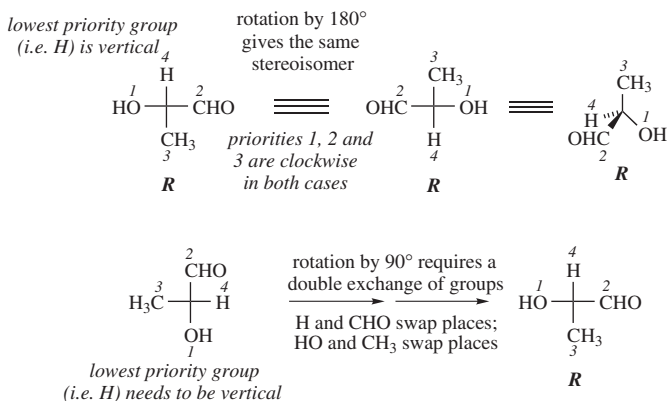 lowest priority group
(i.e. H) is vertical
4
H
1
2
HO
CHO
CH₃
3
R
rotation by 180°
gives the same
stereoisomer
priorities 1, 2 and
3 are clockwise
in both cases
3
CH₃
2
1
OHC
OH
H
4
R
3
CH₃
4
H
1
OHC
OH
2
R
2
CHO
3
4
H₃C
H
OH
1
lowest priority group
(i.e. H) needs to be vertical
rotation by 90° requires a
double exchange of groups
H and CHO swap places;
HO and CH₃ swap places
4
H
1
2
HO
CHO
CH₃
3
R